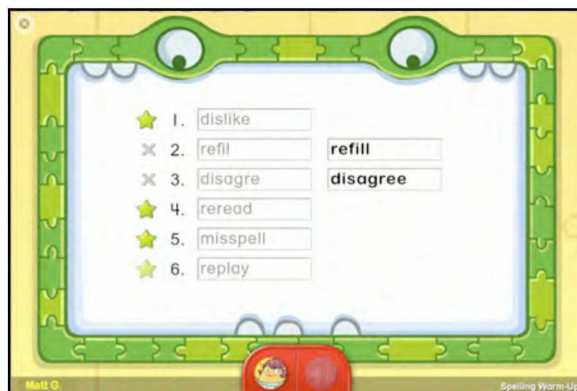 1. dislike
2. refil refill
3. disagre disagree
4. reread
5. misspell
6. replay
Matt G. Spelling Warm-Up